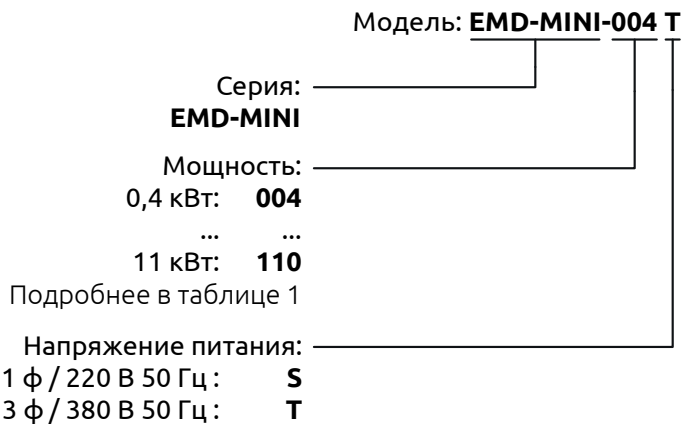 Модель: EMD-MINI-004 T
Серия:
EMD-MINI
Мощность:
0,4 кВт: 004
... ...
11 кВт: 110
Подробнее в таблице 1
Напряжение питания:
1 ф / 220 В 50 Гц : S
3 ф / 380 В 50 Гц : T